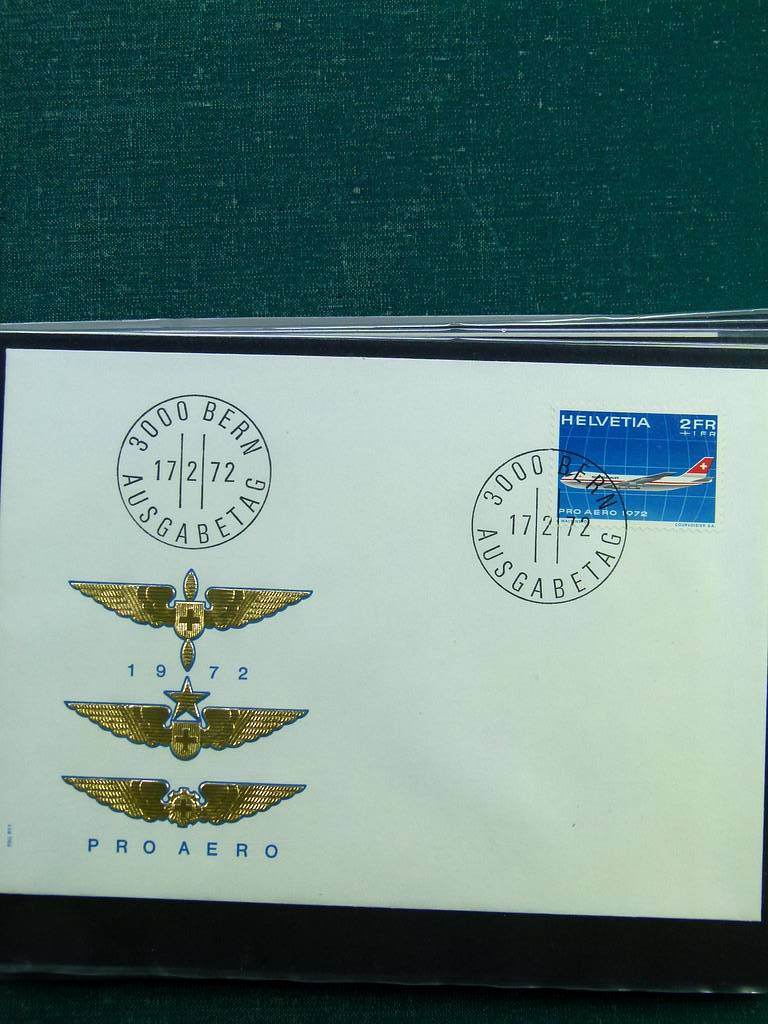 3000 BERN
17 2 72
AUSGABETAG
HELVETIA 2FR
+1FR
PRO AERO 1972
COURVOISIER S.A.
3000 BERN
17 2 72
AUSGABETAG
1972
PRO AERO